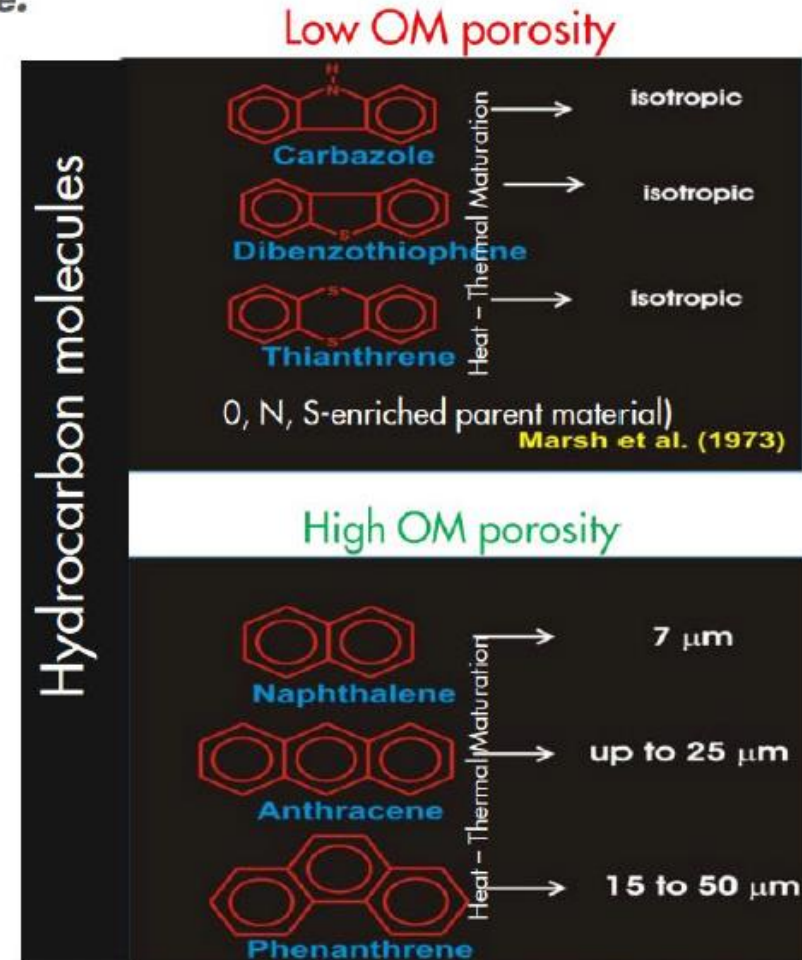 e.
Low OM porosity
Hydrocarbon molecules
H
N
Carbazole
isotropic
S
Dibenzothiophene
isotropic
S
S
Thianthrene
isotropic
Heat – Thermal Maturation
0, N, S-enriched parent material)
Marsh et al. (1973)
High OM porosity
Naphthalene
7 μm
Anthracene
up to 25 μm
Phenanthrene
15 to 50 μm
Heat – Thermal Maturation